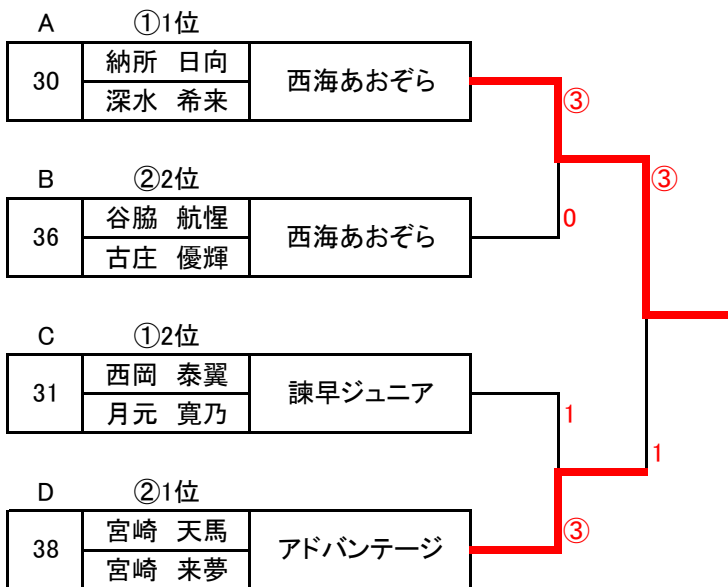 A ①1位
30 納所 日向 西海あおぞら
深水 希来
③
B ②2位
③
36 谷脇 航惺 西海あおぞら
0
古庄 優輝
C ①2位
31 西岡 泰翼 諫早ジュニア
月元 寛乃
1
1
D ②1位
38 宮崎 天馬 アドバンテージ
③
宮崎 来夢